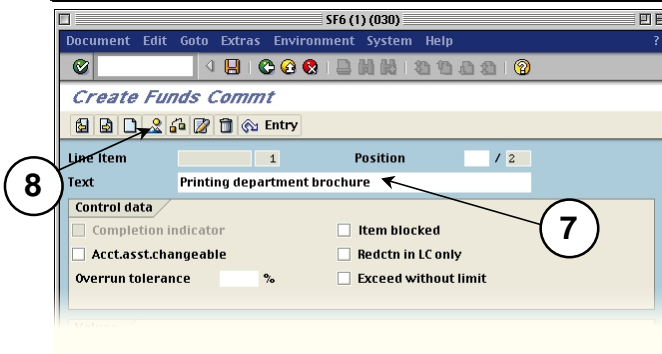 SF6 (1) (030)
Document Edit Goto Extras Environment System Help ?
Create Funds Commt
Entry
8
Line Item 1 Position / 2
Text Printing department brochure
7
Control data
Completion indicator Item blocked
Acct.asst.changeable Redctn in LC only
Overrun tolerance % Exceed without limit